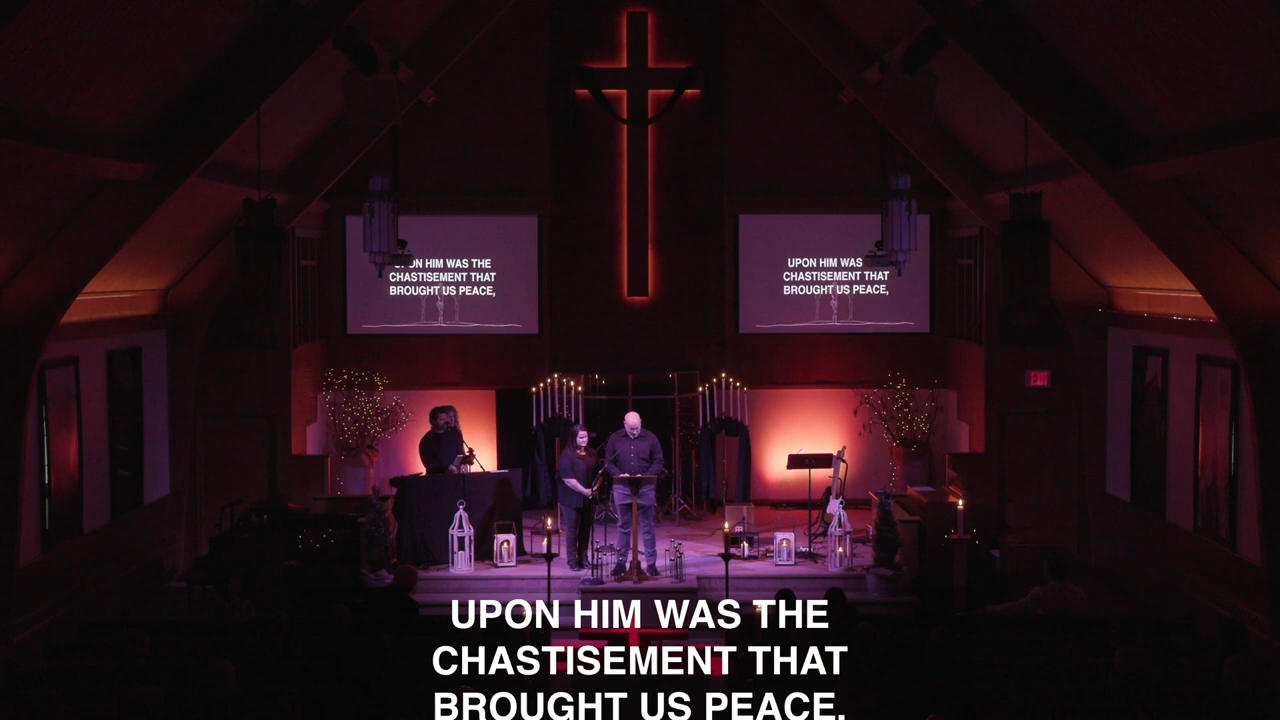 UPON HIM WAS THE
CHASTISEMENT THAT
BROUGHT US PEACE,
UPON HIM WAS
CHASTISEMENT THAT
BROUGHT US PEACE,
EXIT
UPON HIM WAS THE
CHASTISEMENT THAT
BROUGHT US PEACE,